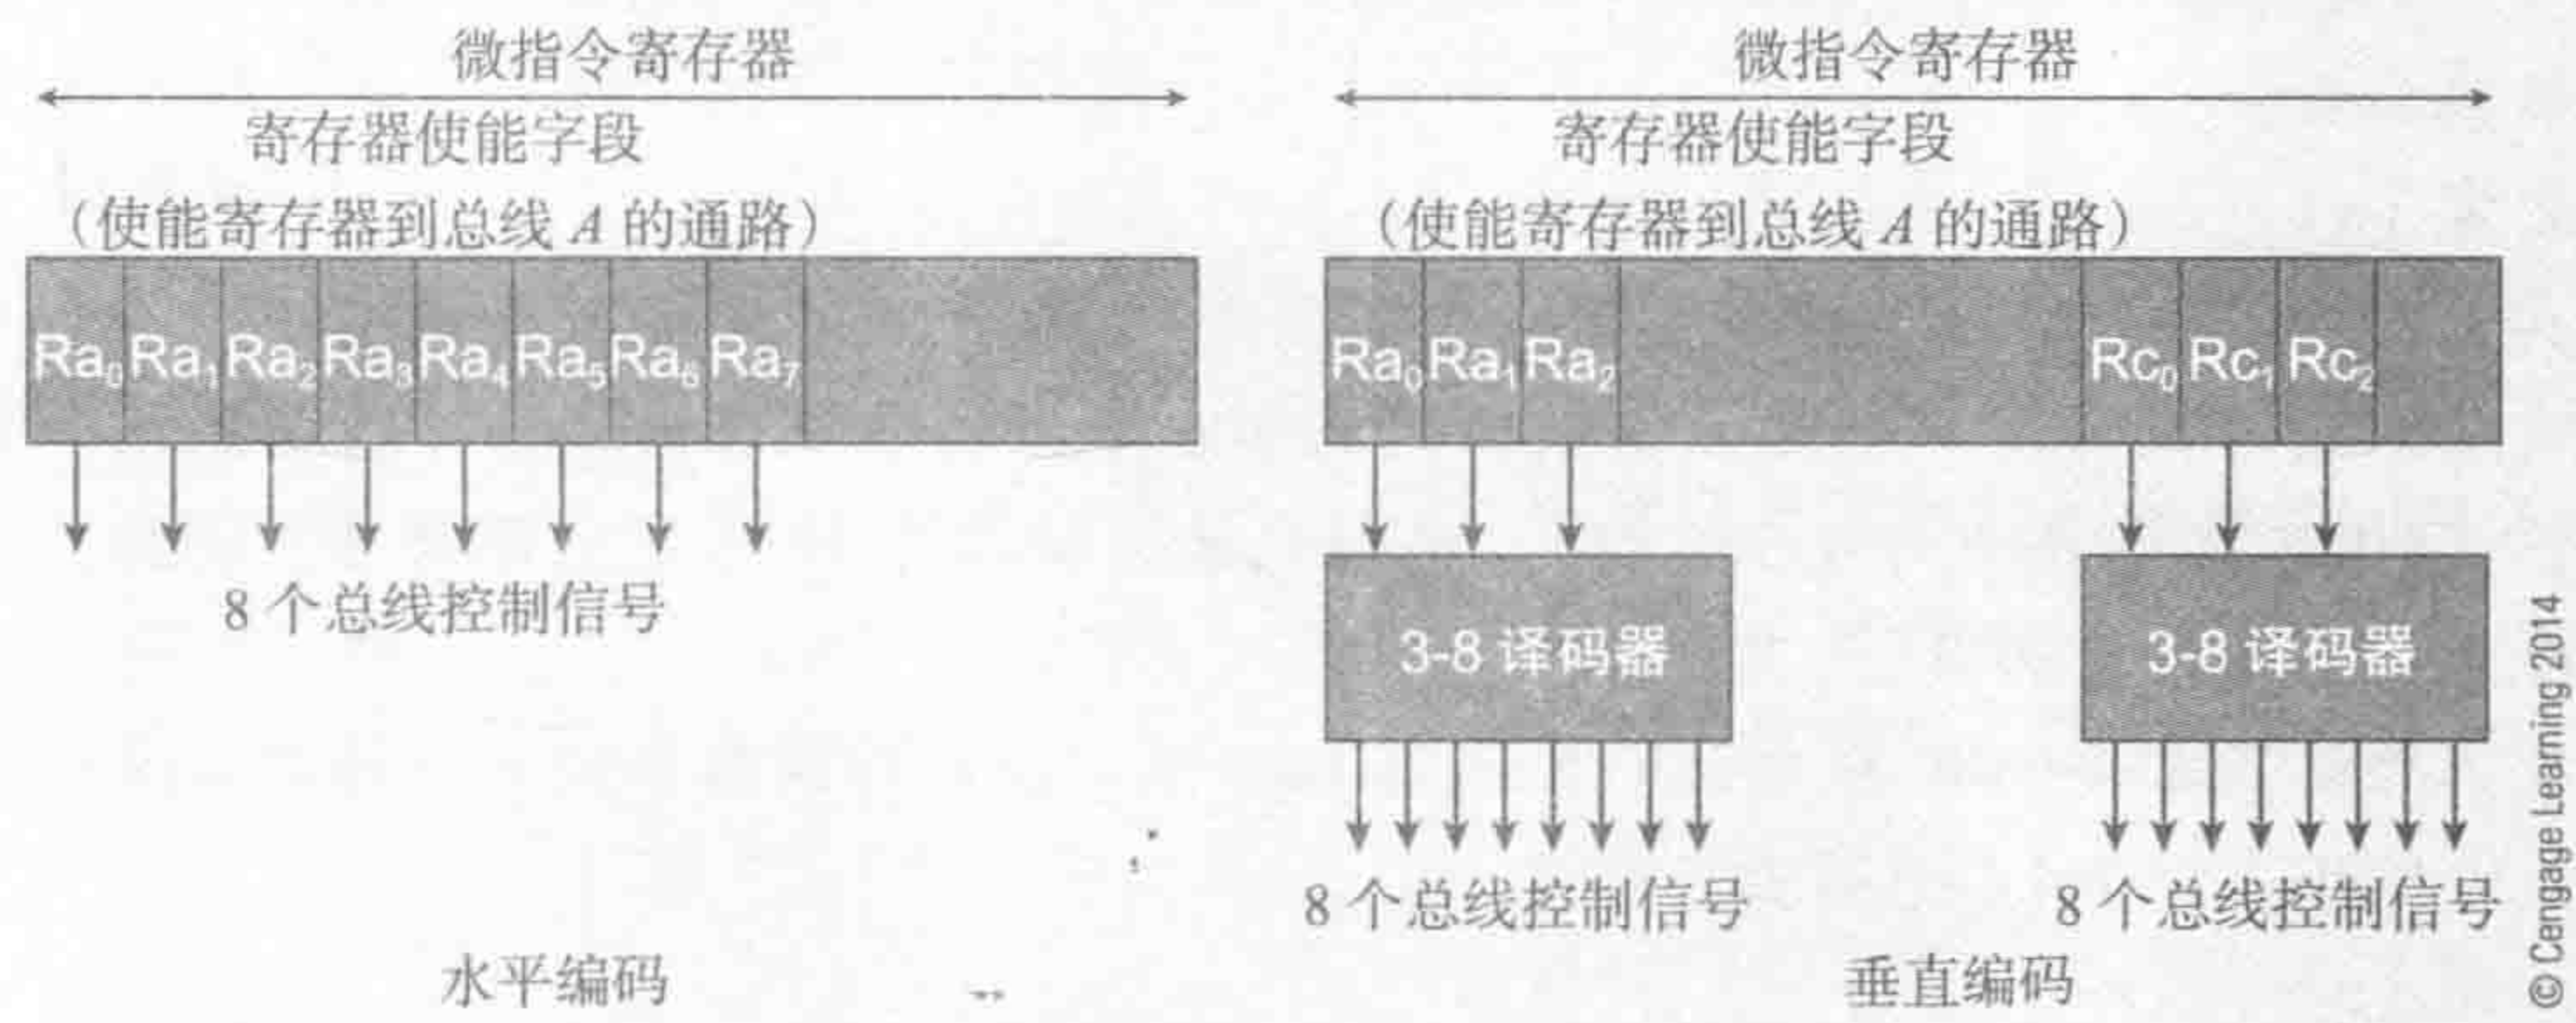 微指令寄存器
寄存器使能字段
(使能寄存器到总线 A 的通路)
Ra₀ Ra₁ Ra₂ Ra₃ Ra₄ Ra₅ Ra₆ Ra₇
8 个总线控制信号
水平编码
微指令寄存器
寄存器使能字段
(使能寄存器到总线 A 的通路)
Ra₀ Ra₁ Ra₂ Rc₀ Rc₁ Rc₂
3-8 译码器 3-8 译码器
8 个总线控制信号 8 个总线控制信号
垂直编码
© Cengage Learning 2014